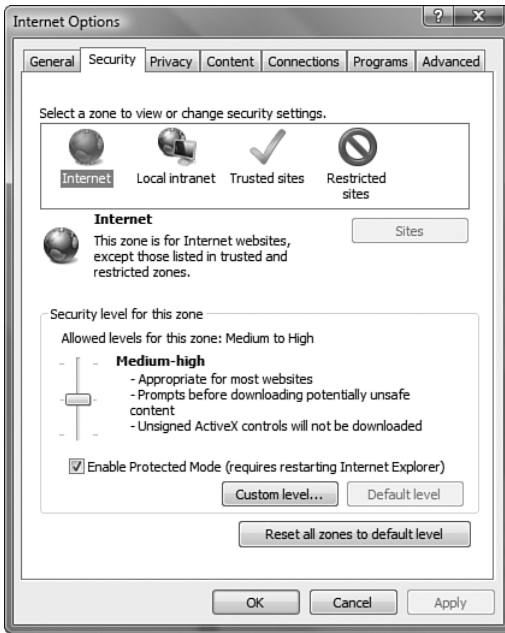 Internet Options
?
X
General Security Privacy Content Connections Programs Advanced
Select a zone to view or change security settings.
Internet Local intranet Trusted sites Restricted
sites
Internet
Sites
This zone is for Internet websites,
except those listed in trusted and
restricted zones.
Security level for this zone
Allowed levels for this zone: Medium to High
Medium-high
- Appropriate for most websites
- Prompts before downloading potentially unsafe
content
- Unsigned ActiveX controls will not be downloaded
Enable Protected Mode (requires restarting Internet Explorer)
Custom level... Default level
Reset all zones to default level
OK Cancel Apply